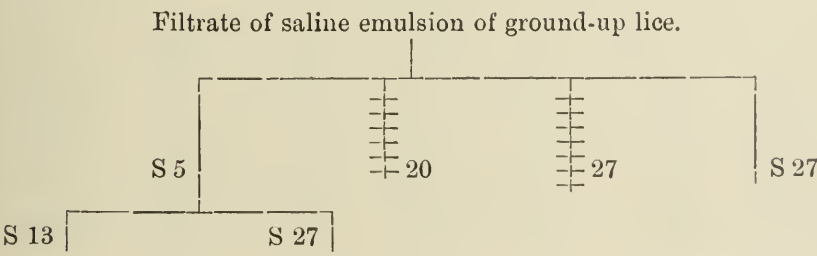 Filtrate of saline emulsion of ground-up lice.
S 5 20 27 S 27
S 13 S 27